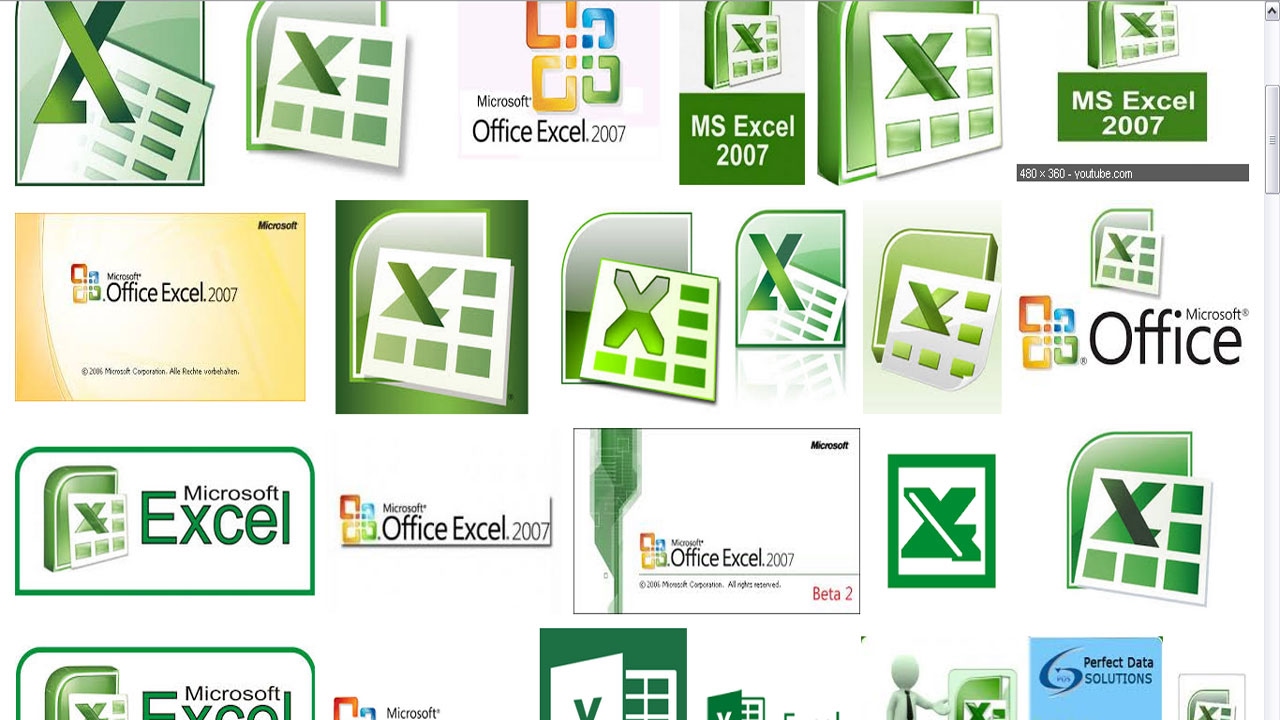 Microsoft®
Office Excel 2007
MS Excel
2007
MS Excel
2007
480 × 360 - youtube.com
Microsoft
Microsoft®
Office Excel 2007
© 2006 Microsoft Corporation. Alle Rechte vorbehalten.
Microsoft®
Office
®
Microsoft
Excel
Microsoft®
Office Excel 2007
Microsoft
Microsoft®
Office Excel 2007
© 2006 Microsoft Corporation. All rights reserved.
Beta 2
Microsoft
Excel
Microsoft®
Excel
Perfect Data
SOLUTIONS
PDS